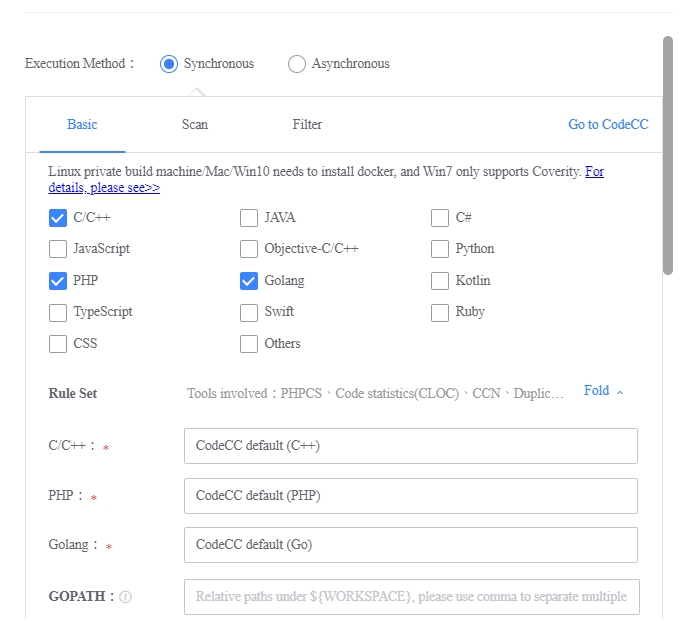 Execution Method： Synchronous Asynchronous
Basic Scan Filter Go to CodeCC
Linux private build machine/Mac/Win10 needs to install docker, and Win7 only supports Coverity. For
details, please see>>
C/C++ JAVA C#
JavaScript Objective-C/C++ Python
PHP Golang Kotlin
TypeScript Swift Ruby
CSS Others
Rule Set Tools involved：PHPCS、Code statistics(CLOC)、CCN、Duplic… Fold
C/C++： * CodeCC default (C++)
PHP： * CodeCC default (PHP)
Golang： * CodeCC default (Go)
GOPATH： Relative paths under ${WORKSPACE}, please use comma to separate multiple